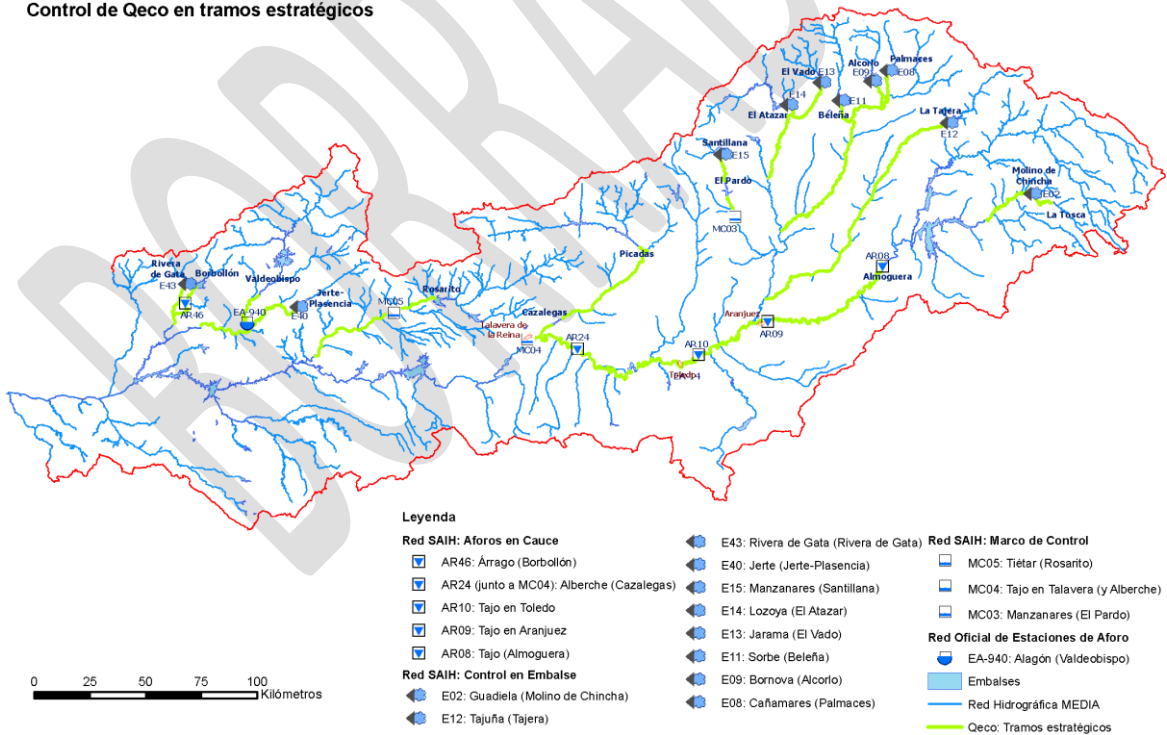 Control de Qeco en tramos estratégicos
BORRADOR
Palmaces
Alcorlo
E09
E08
El Vado
E13
E14
E11
El Atazar
Beleña
La Tajera
E12
Santillana
E15
Molino de
Chincha
E02
El Pardo
La Tosca
MC03
Picadas
AR08
Almoguera
Rivera
de Gata
Borbollón
E43
Valdeobispo
Jerte-
Plasencia
AR46
EA-940
E40
MC05
Rosarito
Cazalegas
Talavera de
la Reina
MC04
AR24
Aranjuez
AR09
AR10
Toledo
Leyenda
Red SAIH: Aforos en Cauce
AR46: Árrago (Borbollón)
AR24 (junto a MC04): Alberche (Cazalegas)
AR10: Tajo en Toledo
AR09: Tajo en Aranjuez
AR08: Tajo (Almoguera)
Red SAIH: Control en Embalse
E02: Guadiela (Molino de Chincha)
E12: Tajuña (Tajera)
E43: Rivera de Gata (Rivera de Gata)
E40: Jerte (Jerte-Plasencia)
E15: Manzanares (Santillana)
E14: Lozoya (El Atazar)
E13: Jarama (El Vado)
E11: Sorbe (Beleña)
E09: Bornova (Alcorlo)
E08: Cañamares (Palmaces)
Red SAIH: Marco de Control
MC05: Tiétar (Rosarito)
MC04: Tajo en Talavera (y Alberche)
MC03: Manzanares (El Pardo)
Red Oficial de Estaciones de Aforo
EA-940: Alagón (Valdeobispo)
Embalses
Red Hidrográfica MEDIA
Qeco: Tramos estratégicos
0 25 50 75 100
Kilómetros